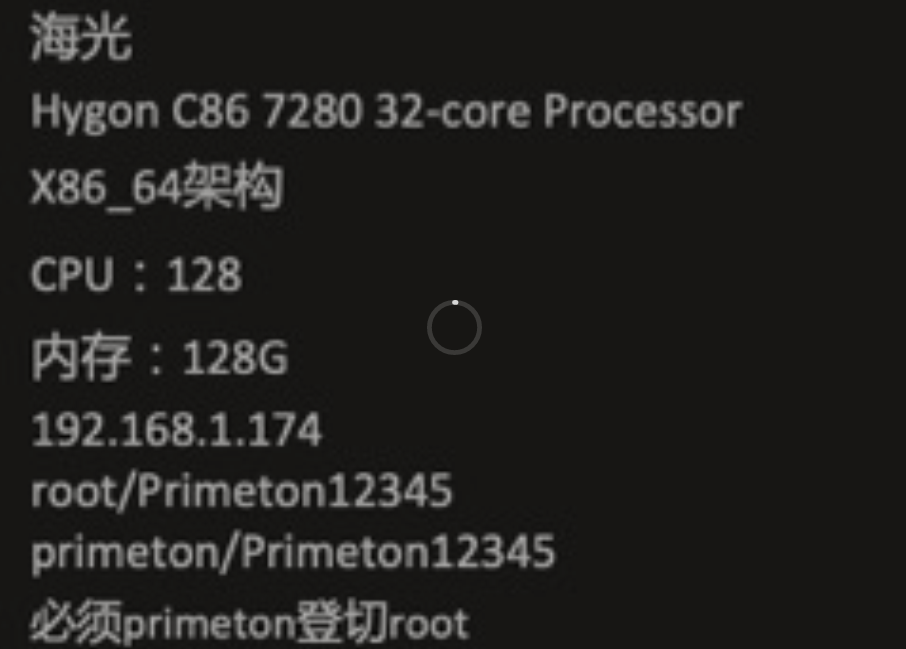 海光
Hygon C86 7280 32-core Processor
X86_64架构
CPU：128
内存：128G
192.168.1.174
root/Primeton12345
primeton/Primeton12345
必须primeton登切root